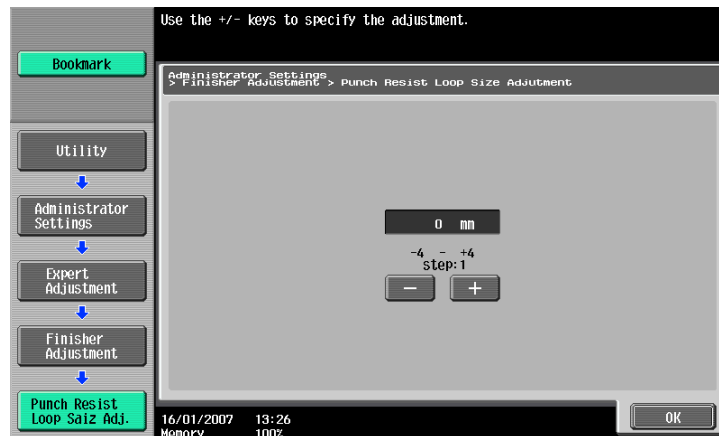 Use the +/- keys to specify the adjustment.
Bookmark
Administrator Settings
> Finisher Adjustment > Punch Resist Loop Size Adjutment
Utility
Administrator
Settings
Expert
Adjustment
Finisher
Adjustment
Punch Resist
Loop Saiz Adj.
0 mm
-4 - +4
step:1
− +
16/01/2007 13:26
Memory 100%
OK